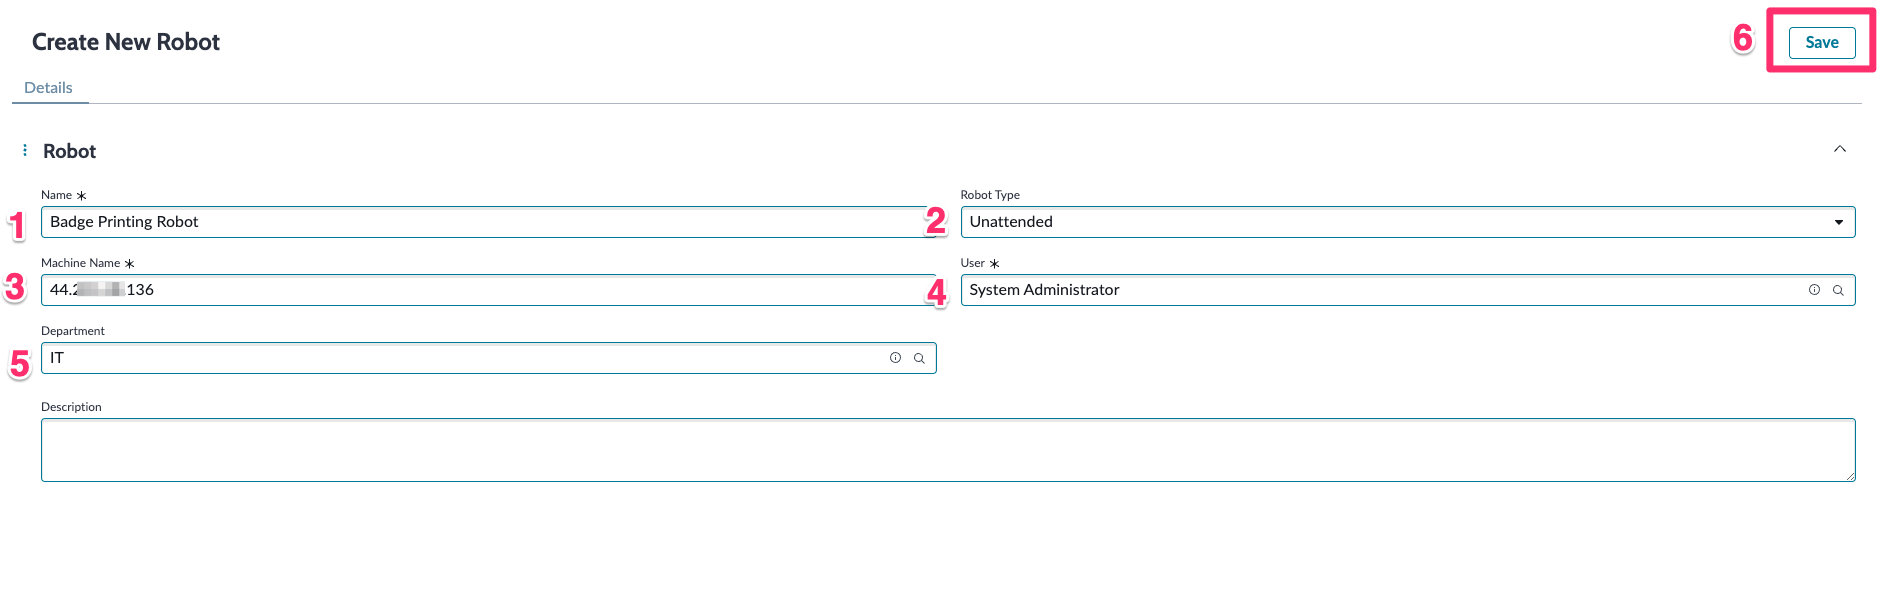 Create New Robot
6
Save
Details
Robot
Name *
Robot Type
1
Badge Printing Robot
2
Unattended
Machine Name *
User *
3
44.2 .136
4
System Administrator
Department
5
IT
Description